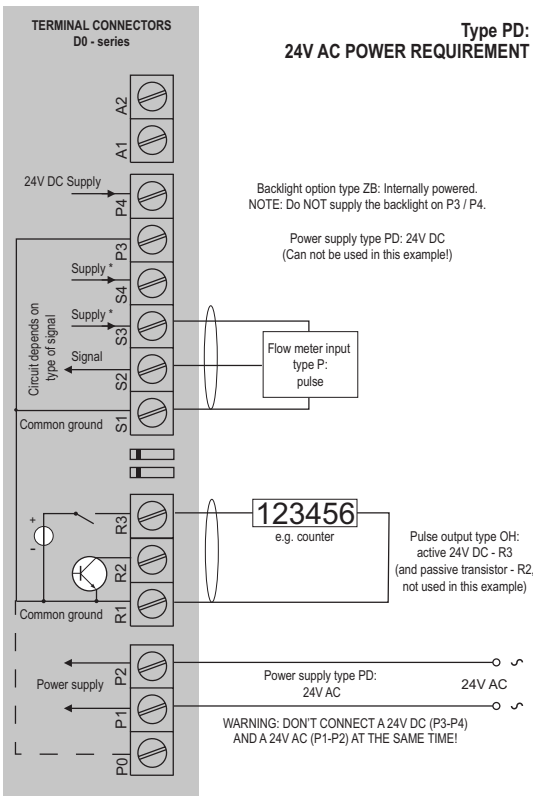 TERMINAL CONNECTORS
D0 - series
Type PD:
24V AC POWER REQUIREMENT
A2
A1
24V DC Supply
P4
Backlight option type ZB: Internally powered.
NOTE: Do NOT supply the backlight on P3 / P4.
P3
Power supply type PD: 24V DC
(Can not be used in this example!)
Supply *
S4
Supply *
S3
Circuit depends on
type of signal
Signal
S2
Flow meter input
type P:
pulse
Common ground
S1
+
-
R3
123456
e.g. counter
Pulse output type OH:
active 24V DC - R3
(and passive transistor - R2,
not used in this example)
R2
Common ground
R1
Power supply
P2
Power supply type PD:
24V AC
24V AC
P1
WARNING: DON'T CONNECT A 24V DC (P3-P4)
AND A 24V AC (P1-P2) AT THE SAME TIME!
P0